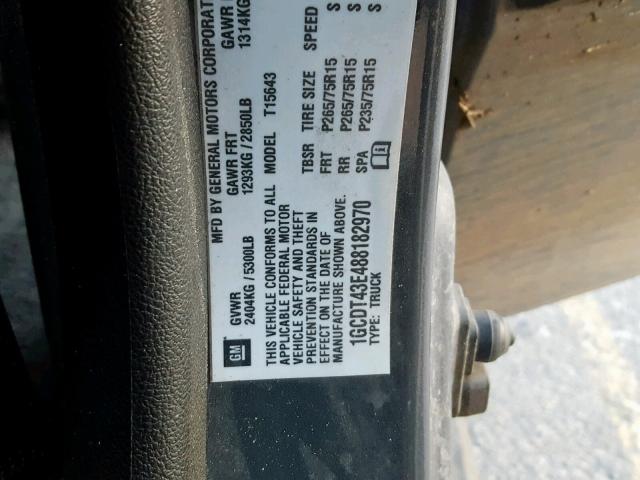 MFD BY GENERAL MOTORS CORPORAT
GVWR GAWR FRT GAWR
2404KG / 5300LB 1293KG / 2850LB 1314KG
THIS VEHICLE CONFORMS TO ALL MODEL T15643
APPLICABLE FEDERAL MOTOR
VEHICLE SAFETY AND THEFT
PREVENTION STANDARDS IN
EFFECT ON THE DATE OF
MANUFACTURE SHOWN ABOVE.
TBSR TIRE SIZE SPEED
FRT P265/75R15
RR P265/75R15
SPA P235/75R15
1GCDT43E488182970
TYPE: TRUCK
GM